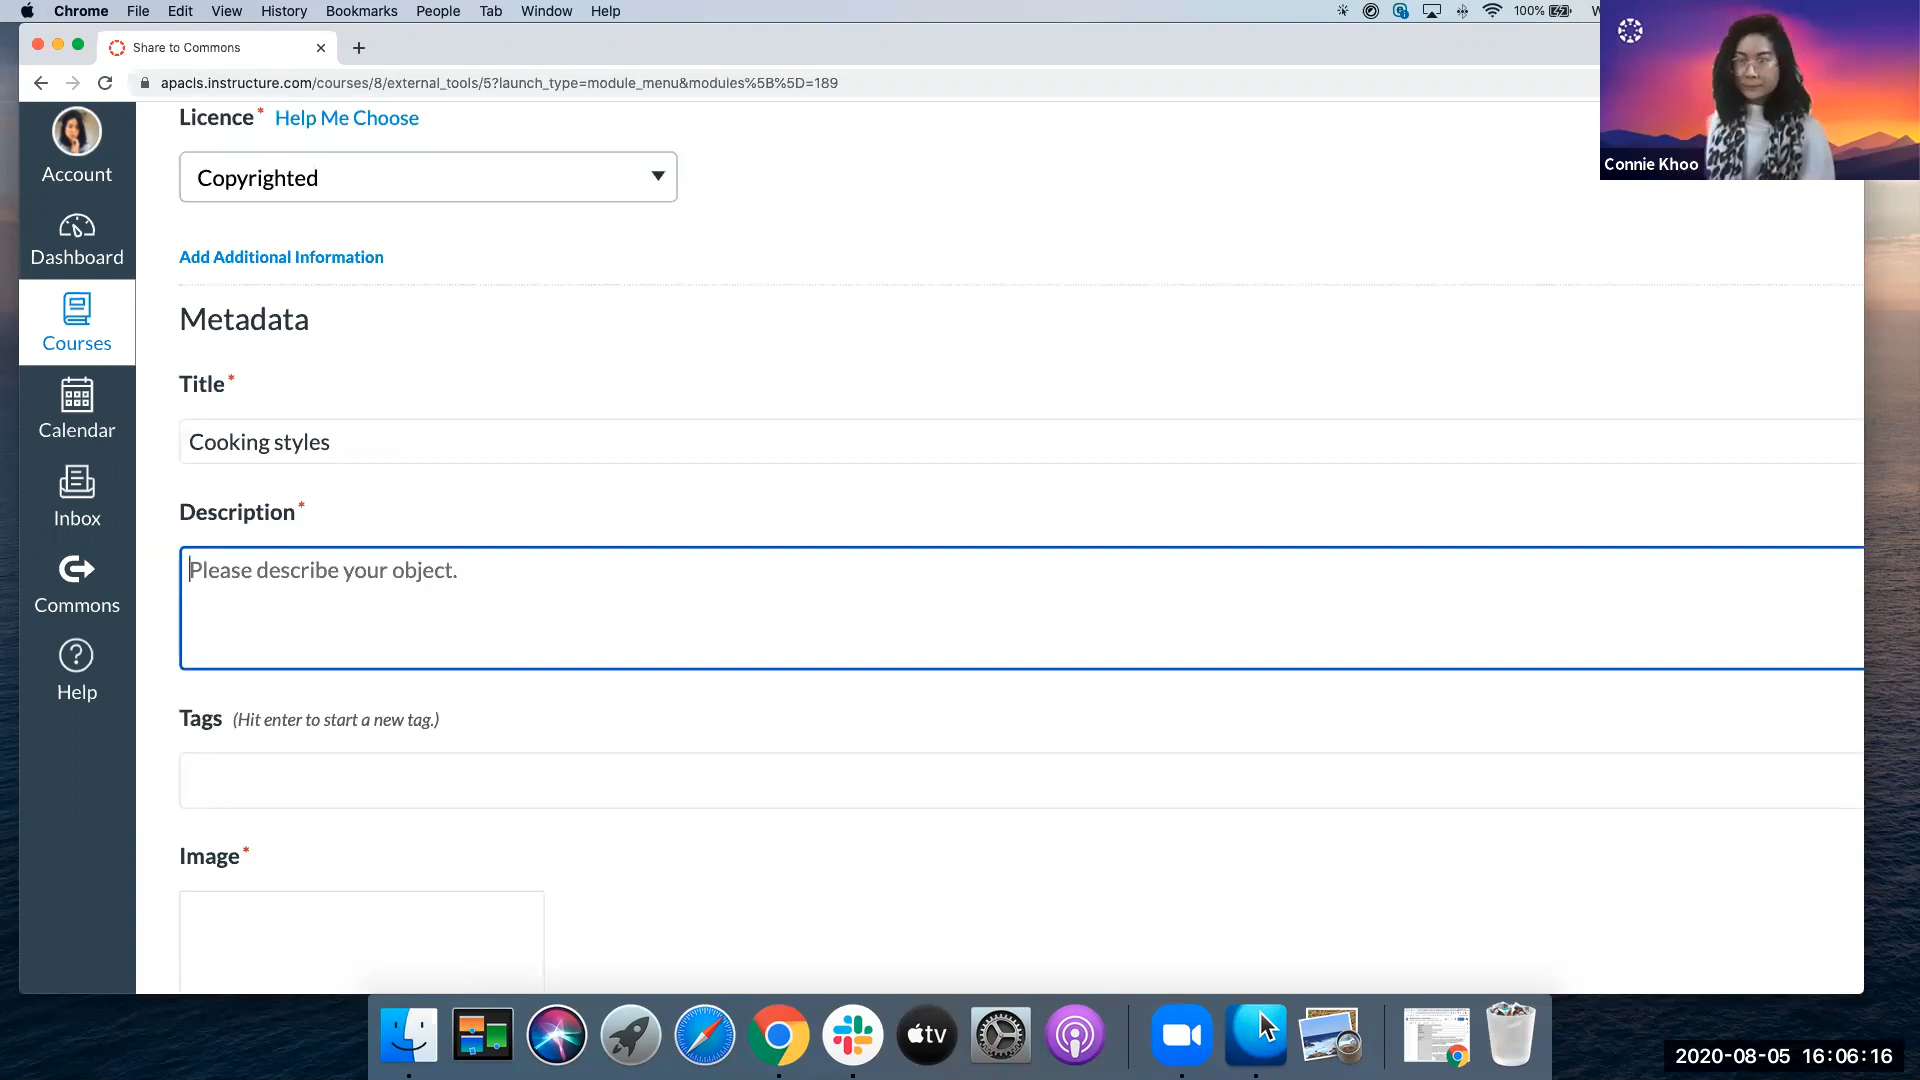 Chrome File Edit View History Bookmarks People Tab Window Help 100%
Share to Commons
apacls.instructure.com/courses/8/external_tools/5?launch_type=module_menu&modules%5B%5D=189
Connie Khoo
Account
Dashboard
Courses
Calendar
Inbox
Commons
Help
Licence* Help Me Choose
Copyrighted
Add Additional Information
Metadata
Title*
Cooking styles
Description*
Please describe your object.
Tags (Hit enter to start a new tag.)
Image*
tv
2020-08-05 16:06:16